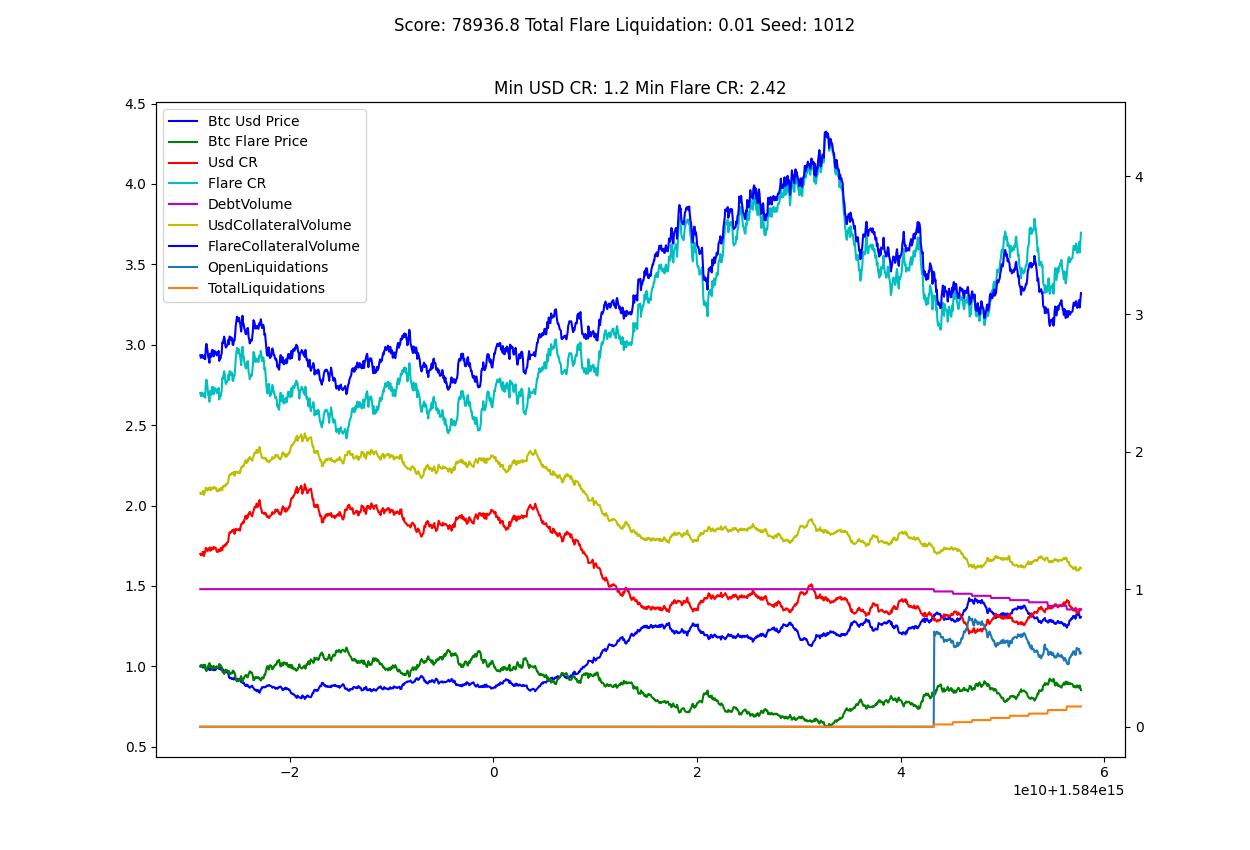 Score: 78936.8 Total Flare Liquidation: 0.01 Seed: 1012
Min USD CR: 1.2 Min Flare CR: 2.42
Btc Usd Price
Btc Flare Price
Usd CR
Flare CR
DebtVolume
UsdCollateralVolume
FlareCollateralVolume
OpenLiquidations
TotalLiquidations
4.5
4.0
3.5
3.0
2.5
2.0
1.5
1.0
0.5
4
3
2
1
0
−2
0
2
4
6
1e10+1.584e15